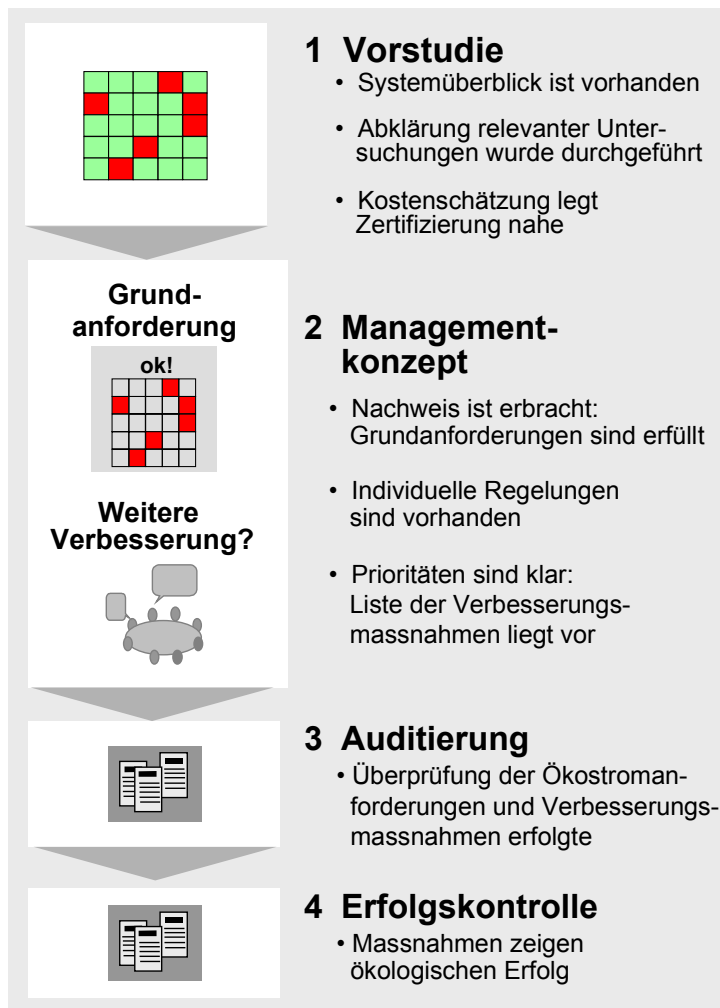 1 Vorstudie
• Systemüberblick ist vorhanden
• Abklärung relevanter Unter-
suchungen wurde durchgeführt
• Kostenschätzung legt
Zertifizierung nahe
Grund-
anforderung
ok!
Weitere
Verbesserung?
2 Management-
konzept
• Nachweis ist erbracht:
Grundanforderungen sind erfüllt
• Individuelle Regelungen
sind vorhanden
• Prioritäten sind klar:
Liste der Verbesserungs-
massnahmen liegt vor
3 Auditierung
• Überprüfung der Ökostroman-
forderungen und Verbesserungs-
massnahmen erfolgte
4 Erfolgskontrolle
• Massnahmen zeigen
ökologischen Erfolg